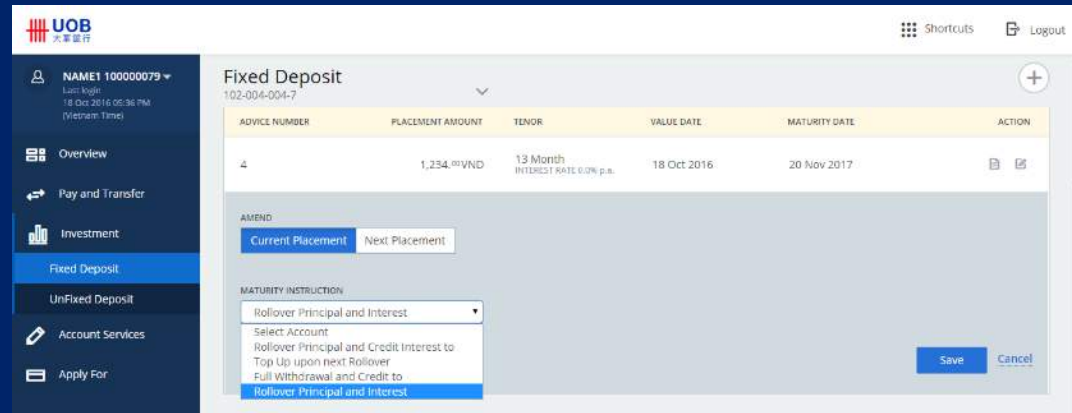 UOB
大華銀行
Shortcuts
Logout
NAME1 100000079
Last login
18 Oct 2016 05:36 PM
(Vietnam Time)
Overview
Pay and Transfer
Investment
Fixed Deposit
UnFixed Deposit
Account Services
Apply For
Fixed Deposit
102-004-004-7
ADVICE NUMBER PLACEMENT AMOUNT TENOR VALUE DATE MATURITY DATE ACTION
4 1,234.00VND 13 Month 18 Oct 2016 20 Nov 2017
INTEREST RATE 0.0% p.a.
AMEND
Current Placement Next Placement
MATURITY INSTRUCTION
Rollover Principal and Interest
Select Account
Rollover Principal and Credit Interest to
Top Up upon next Rollover
Full Withdrawal and Credit to
Rollover Principal and Interest
Save Cancel